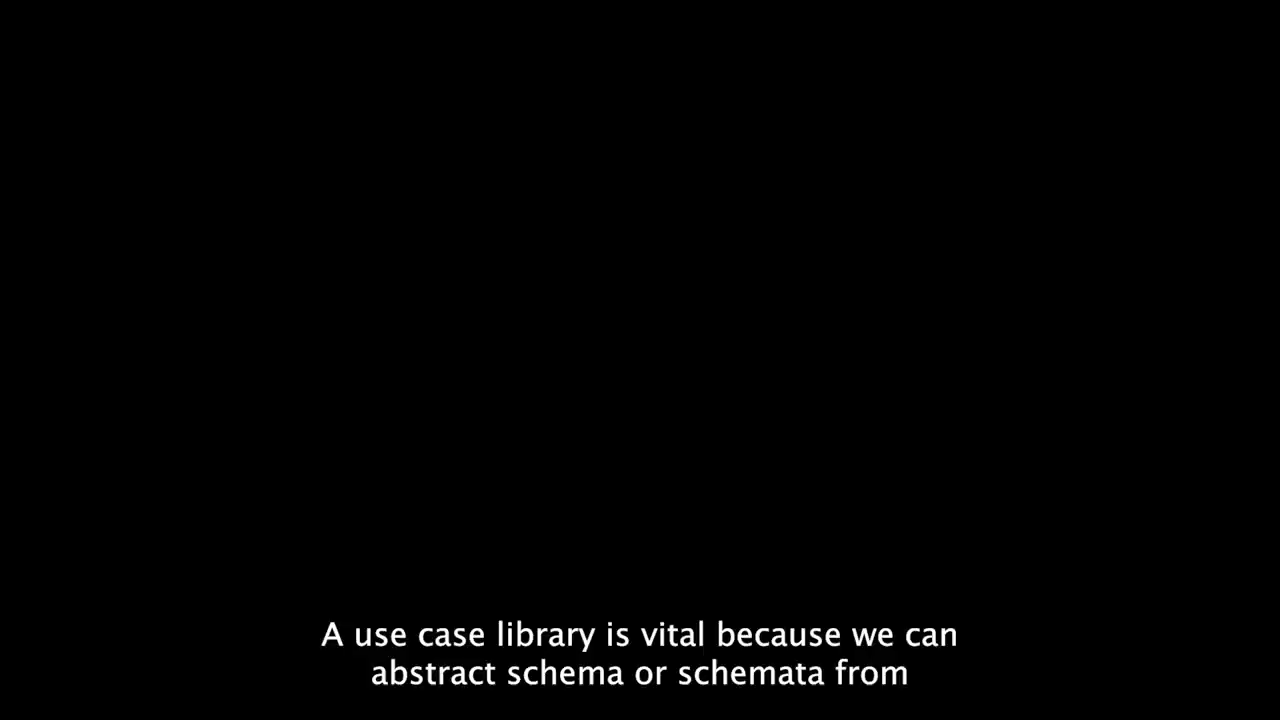 A use case library is vital because we can
abstract schema or schemata from